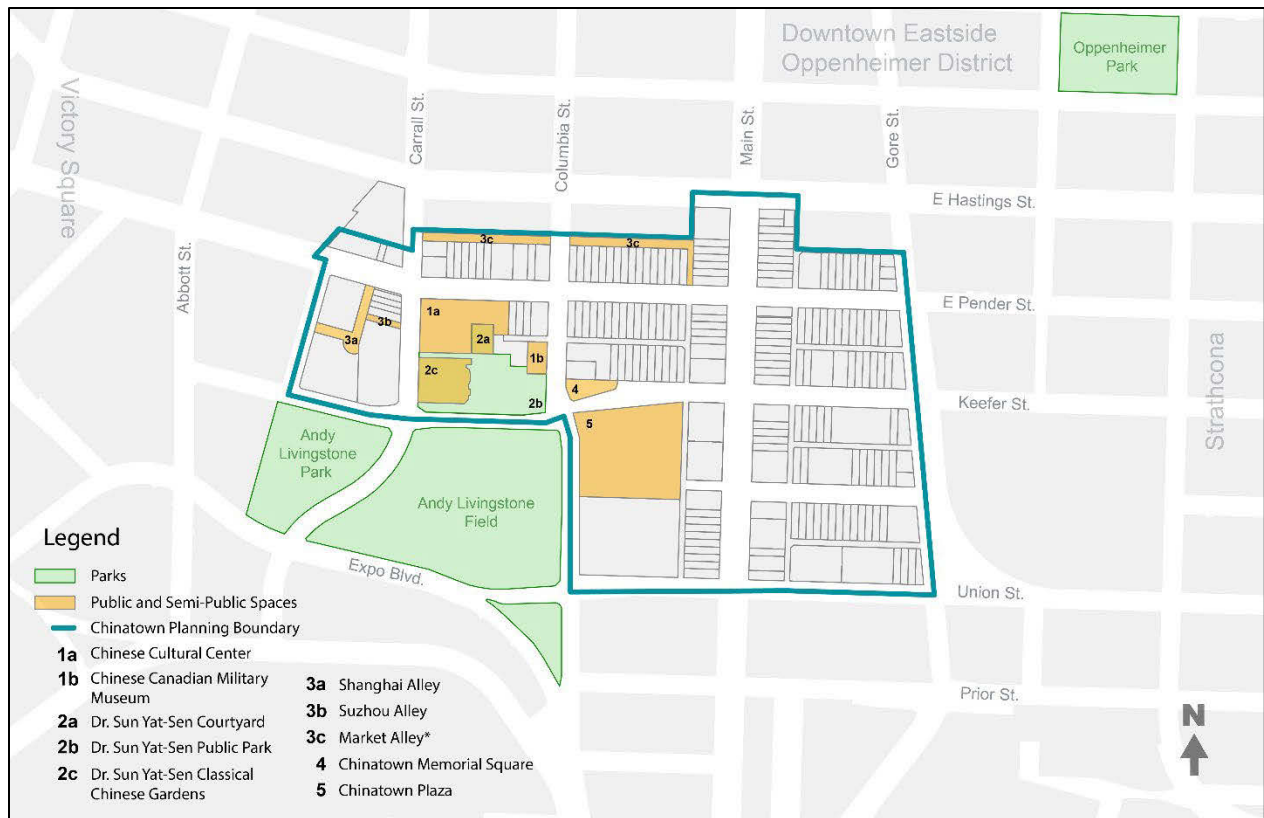 Downtown Eastside
Oppenheimer District
Oppenheimer
Park
Victory Square
Carrall St.
Columbia St.
Main St.
Gore St.
E Hastings St.
Abbott St.
3c
3c
E Pender St.
1a
3b
3a
2a
1b
2c
4
2b
Keefer St.
5
Strathcona
Andy
Livingstone
Park
Andy Livingstone
Field
Expo Blvd.
Union St.
Prior St.
N
Legend
Parks
Public and Semi-Public Spaces
Chinatown Planning Boundary
1a Chinese Cultural Center
1b Chinese Canadian Military
Museum
2a Dr. Sun Yat-Sen Courtyard
2b Dr. Sun Yat-Sen Public Park
2c Dr. Sun Yat-Sen Classical
Chinese Gardens
3a Shanghai Alley
3b Suzhou Alley
3c Market Alley*
4 Chinatown Memorial Square
5 Chinatown Plaza